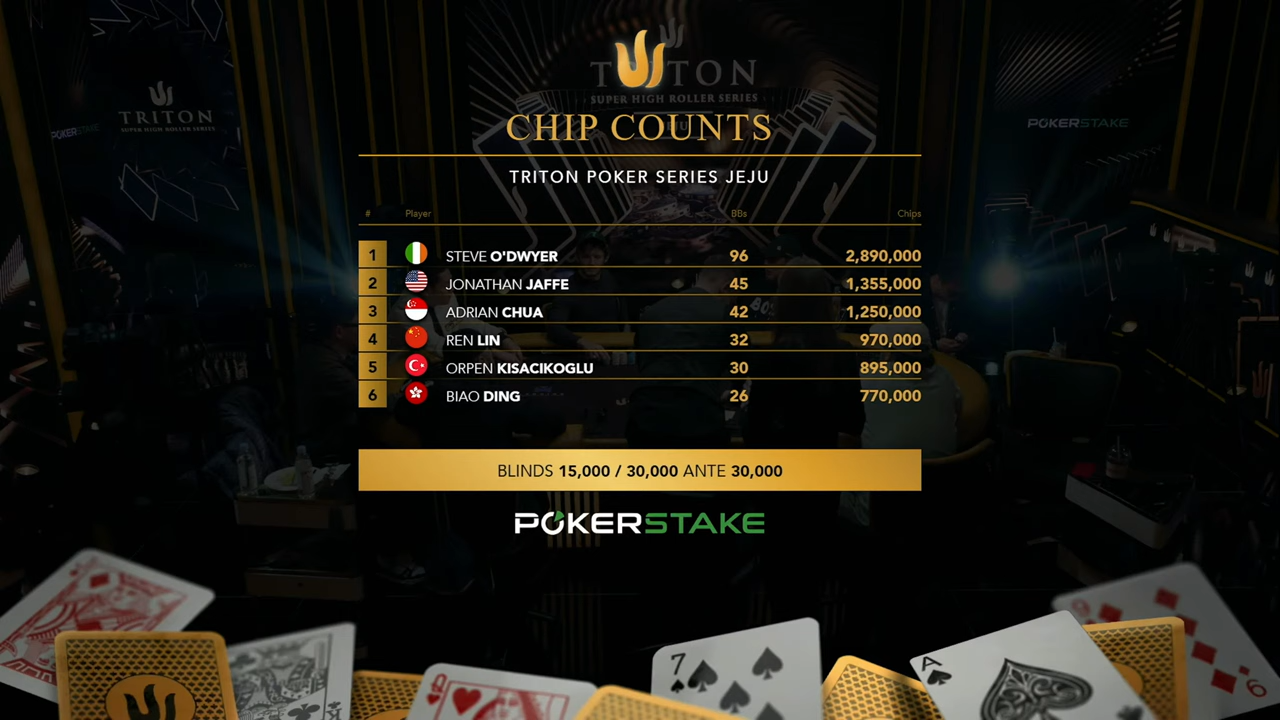 TRITON
SUPER HIGH ROLLER SERIES
TRITON
SUPER HIGH ROLLER SERIES
POKERSTAKE
POKERSTAKE
CHIP COUNTS
TRITON POKER SERIES JEJU
# Player BBs Chips
1 STEVE O'DWYER 96 2,890,000
2 JONATHAN JAFFE 45 1,355,000
3 ADRIAN CHUA 42 1,250,000
4 REN LIN 32 970,000
5 ORPEN KISACIKOGLU 30 895,000
6 BIAO DING 26 770,000
BLINDS 15,000 / 30,000 ANTE 30,000
POKERSTAKE
7
A
6